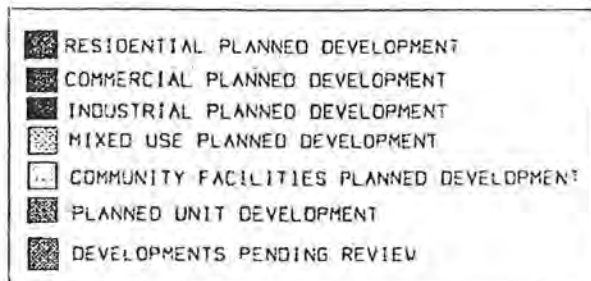 RESIDENTIAL PLANNED DEVELOPMENT
COMMERCIAL PLANNED DEVELOPMENT
INDUSTRIAL PLANNED DEVELOPMENT
MIXED USE PLANNED DEVELOPMENT
COMMUNITY FACILITIES PLANNED DEVELOPMENT
PLANNED UNIT DEVELOPMENT
DEVELOPMENTS PENDING REVIEW